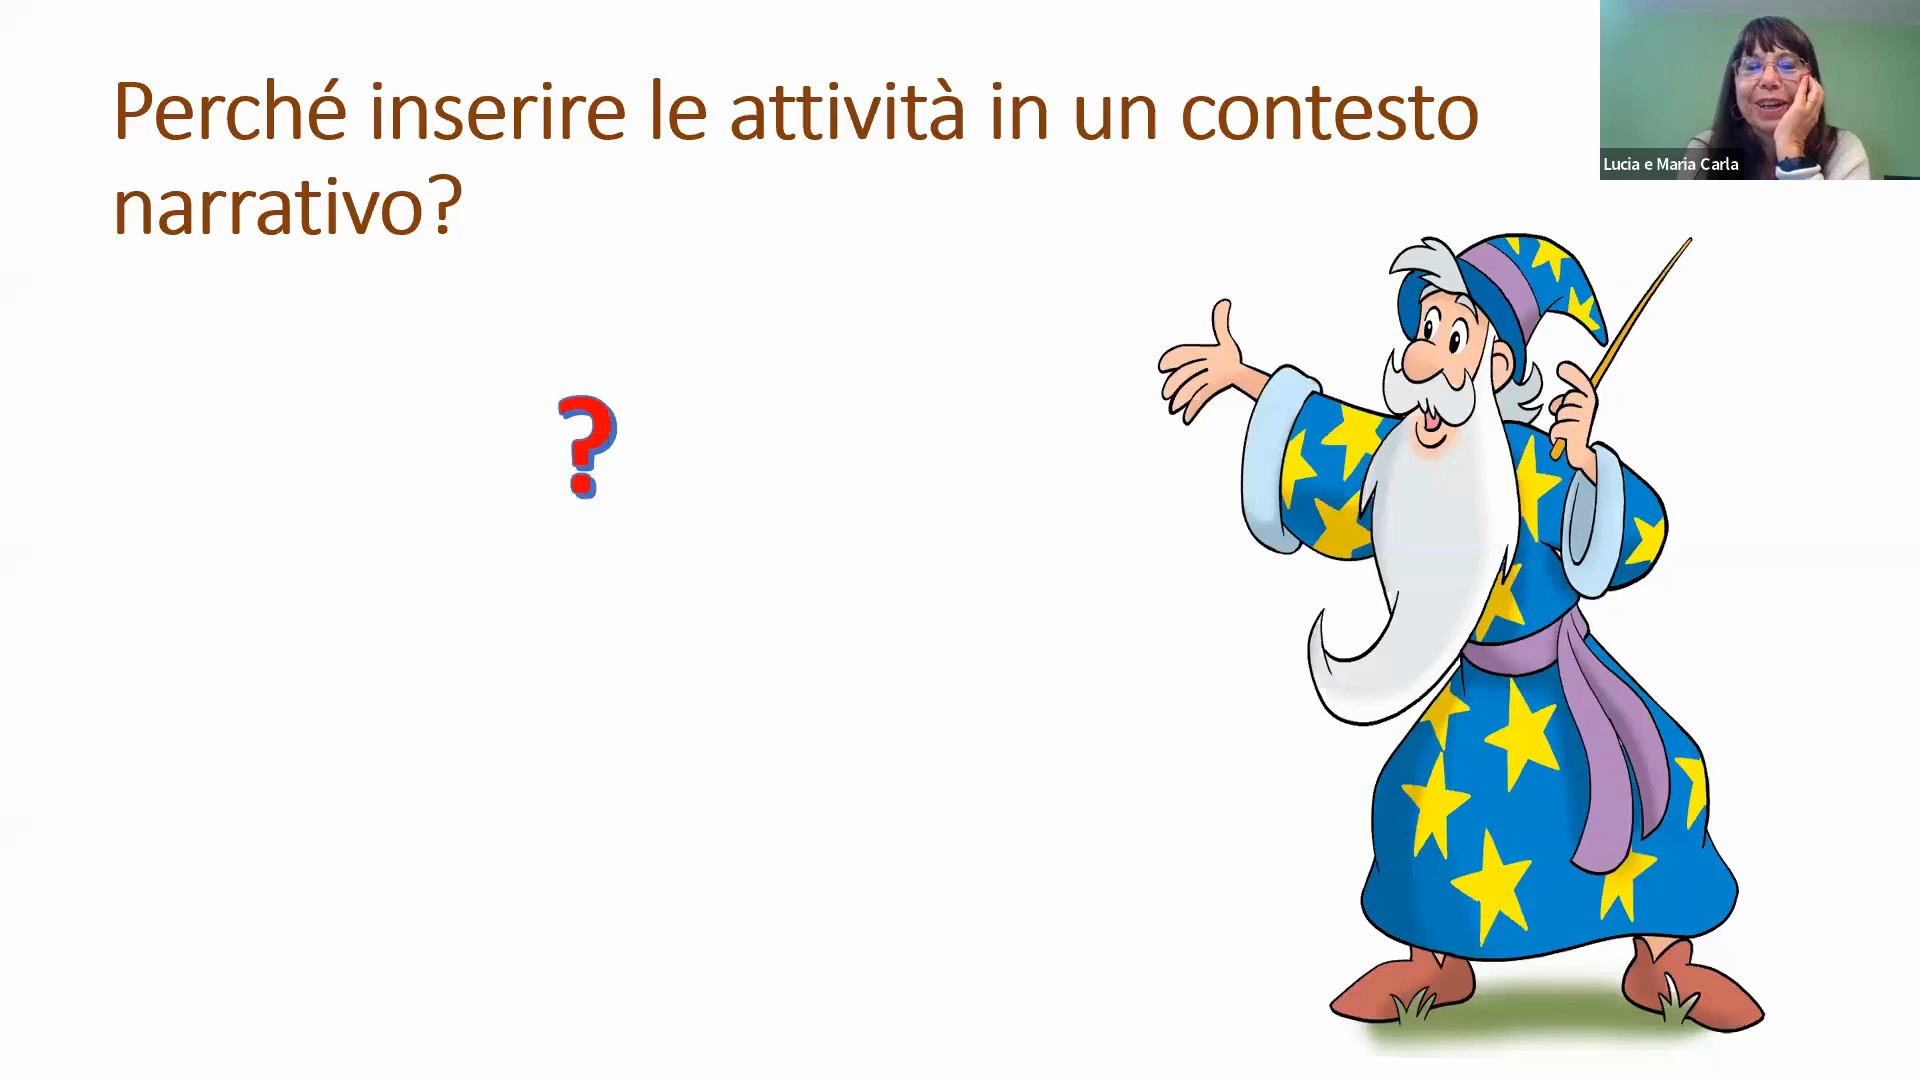 Perché inserire le attività in un contesto
narrativo?
?
Lucia e Maria Carla